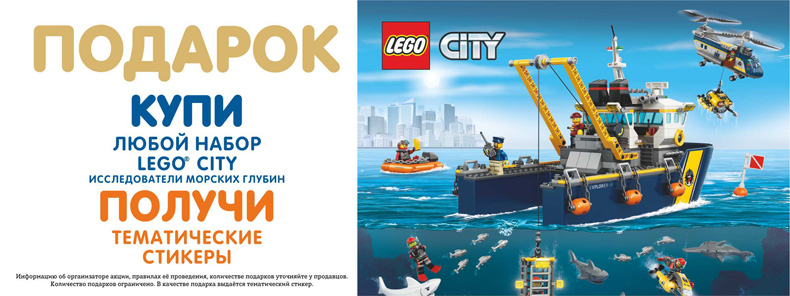 ПОДАРОК
КУПИ
ЛЮБОЙ НАБОР
LEGO® CITY
ИССЛЕДОВАТЕЛИ МОРСКИХ ГЛУБИН
ПОЛУЧИ
ТЕМАТИЧЕСКИЕ
СТИКЕРЫ
Информацию об организаторе акции, правилах её проведения, количестве подарков уточняйте у продавцов.
Количество подарков ограничено. В качестве подарка выдаётся тематический стикер.
LEGO CITY
EXPLORER